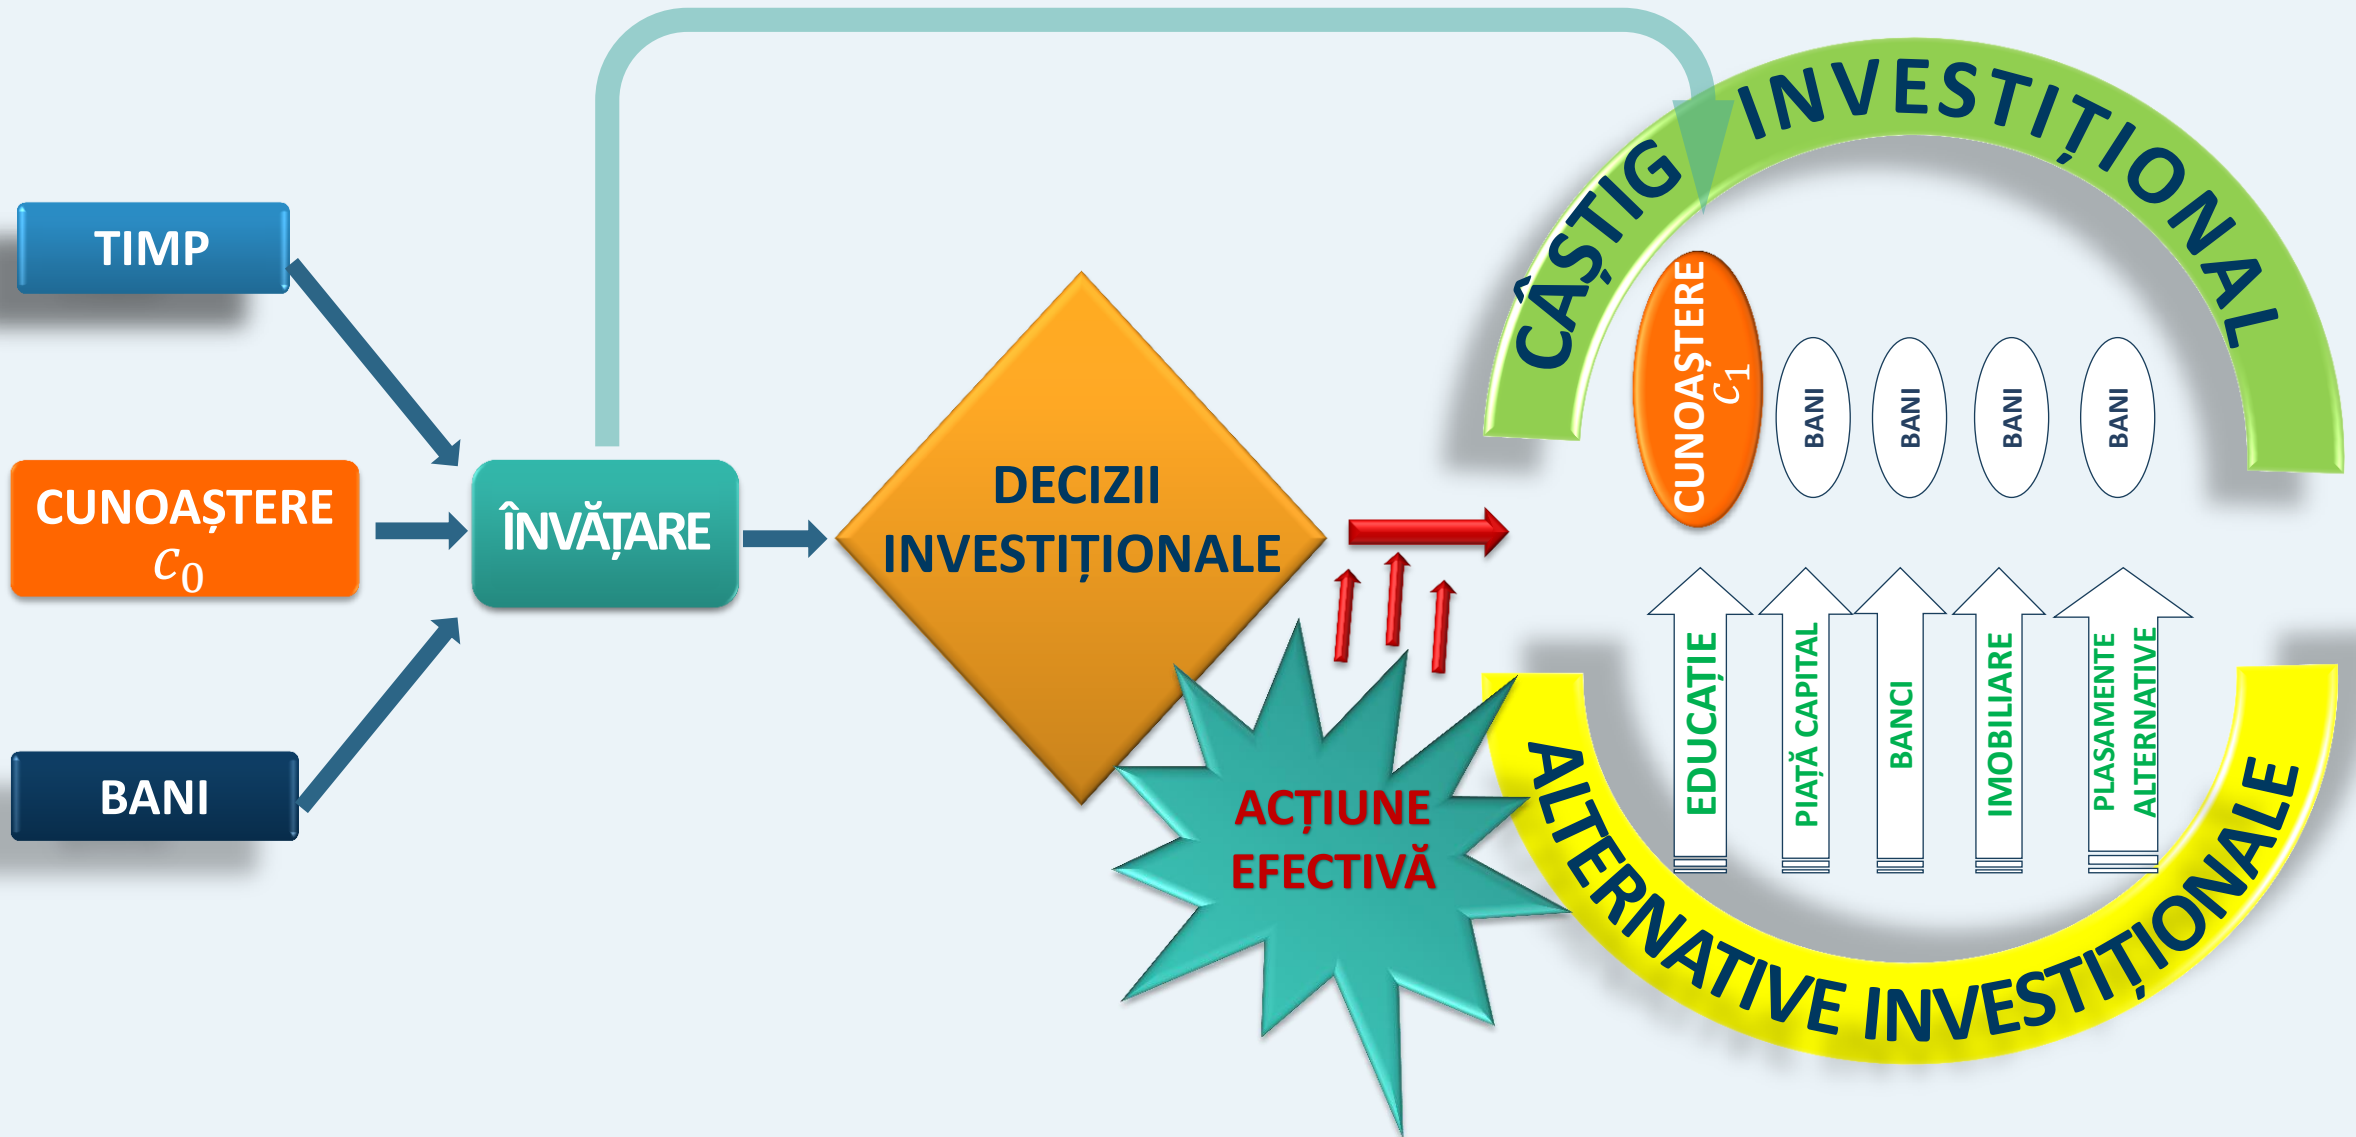 TIMP
CUNOAȘTERE
c₀
BANI
ÎNVĂȚARE
DECIZII
INVESTIȚIONALE
ACȚIUNE
EFECTIVĂ
CÂȘTIG INVESTIȚIONAL
CUNOAȘTERE
c₁
BANI
BANI
BANI
BANI
EDUCAȚIE
PIAȚĂ CAPITAL
BANCI
IMOBILIARE
PLASAMENTE
ALTERNATIVE
ALTERNATIVE INVESTIȚIONALE